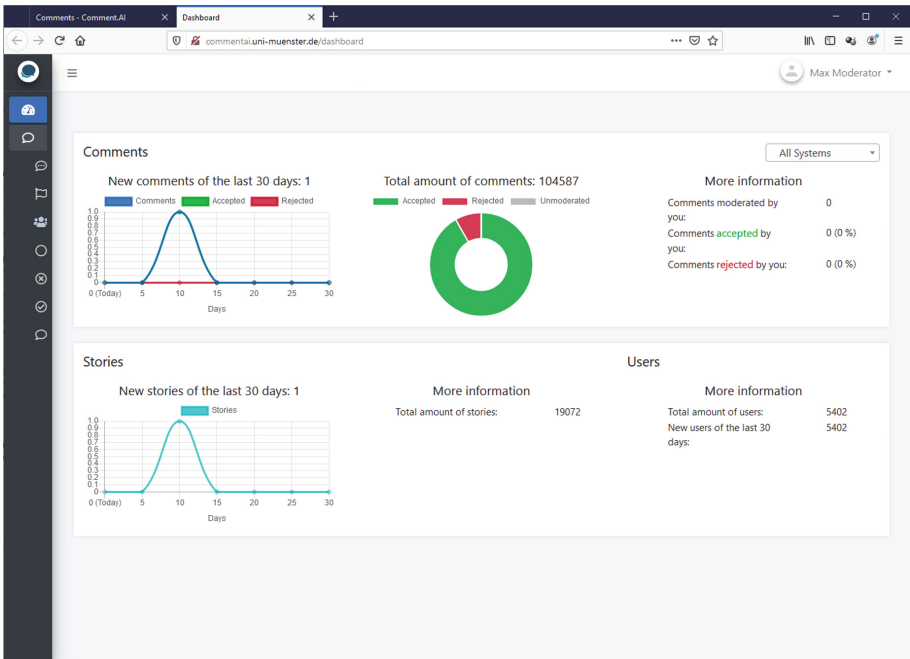 Comments - Comment.AI
Dashboard
commentai.uni-muenster.de/dashboard
Max Moderator
Comments
All Systems
New comments of the last 30 days: 1
Comments Accepted Rejected
1.0
0.9
0.8
0.7
0.6
0.5
0.4
0.3
0.2
0.1
0
0 (Today) 5 10 15 20 25 30
Days
Total amount of comments: 104587
Accepted Rejected Unmoderated
More information
Comments moderated by 0
you:
Comments accepted by 0 (0 %)
you:
Comments rejected by you: 0 (0 %)
Stories
New stories of the last 30 days: 1
Stories
1.0
0.9
0.8
0.7
0.6
0.5
0.4
0.3
0.2
0.1
0
0 (Today) 5 10 15 20 25 30
Days
More information
Total amount of stories: 19072
Users
More information
Total amount of users: 5402
New users of the last 30 5402
days: